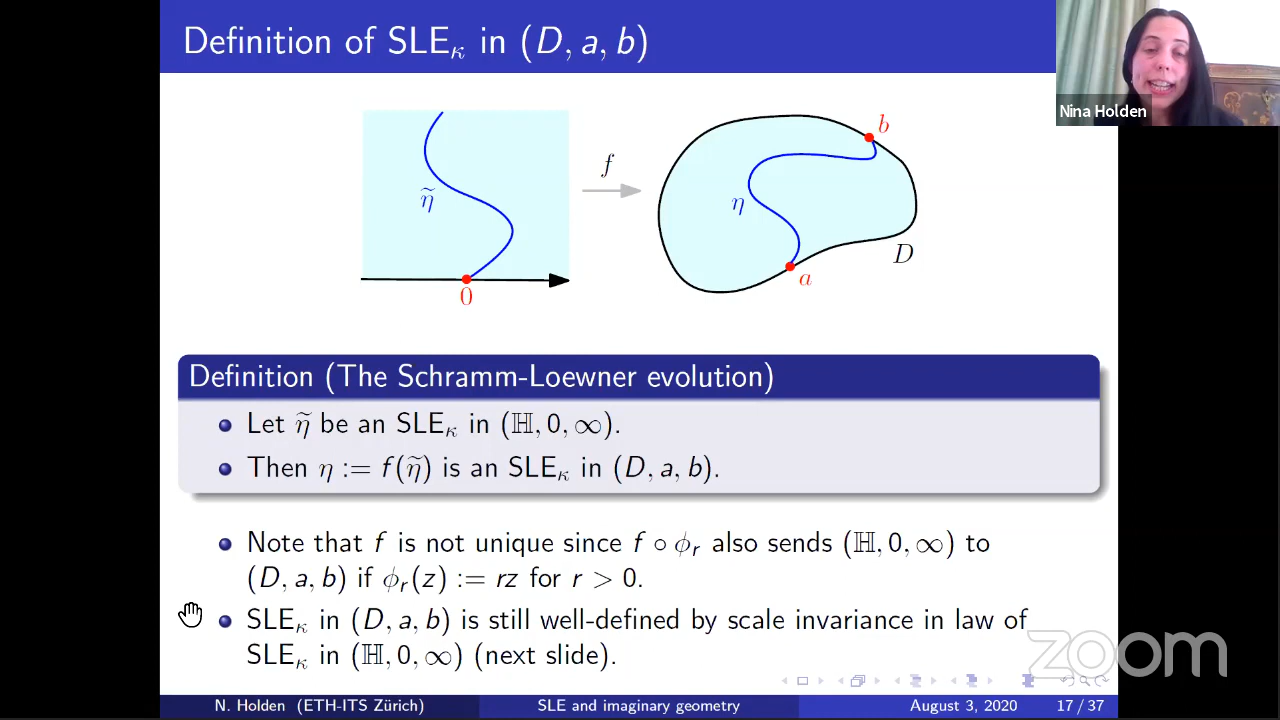 Definition of SLE_κ in (D, a, b)
Nina Holden
b
f
η̃
η
D
0
a
Definition (The Schramm-Loewner evolution)
Let η̃ be an SLE_κ in (ℍ, 0, ∞).
Then η := f(η̃) is an SLE_κ in (D, a, b).
Note that f is not unique since f ∘ ϕ_r also sends (ℍ, 0, ∞) to
(D, a, b) if ϕ_r(z) := rz for r > 0.
SLE_κ in (D, a, b) is still well-defined by scale invariance in law of
SLE_κ in (ℍ, 0, ∞) (next slide).
zoom
N. Holden (ETH-ITS Zürich)
SLE and imaginary geometry
August 3, 2020
17 / 37